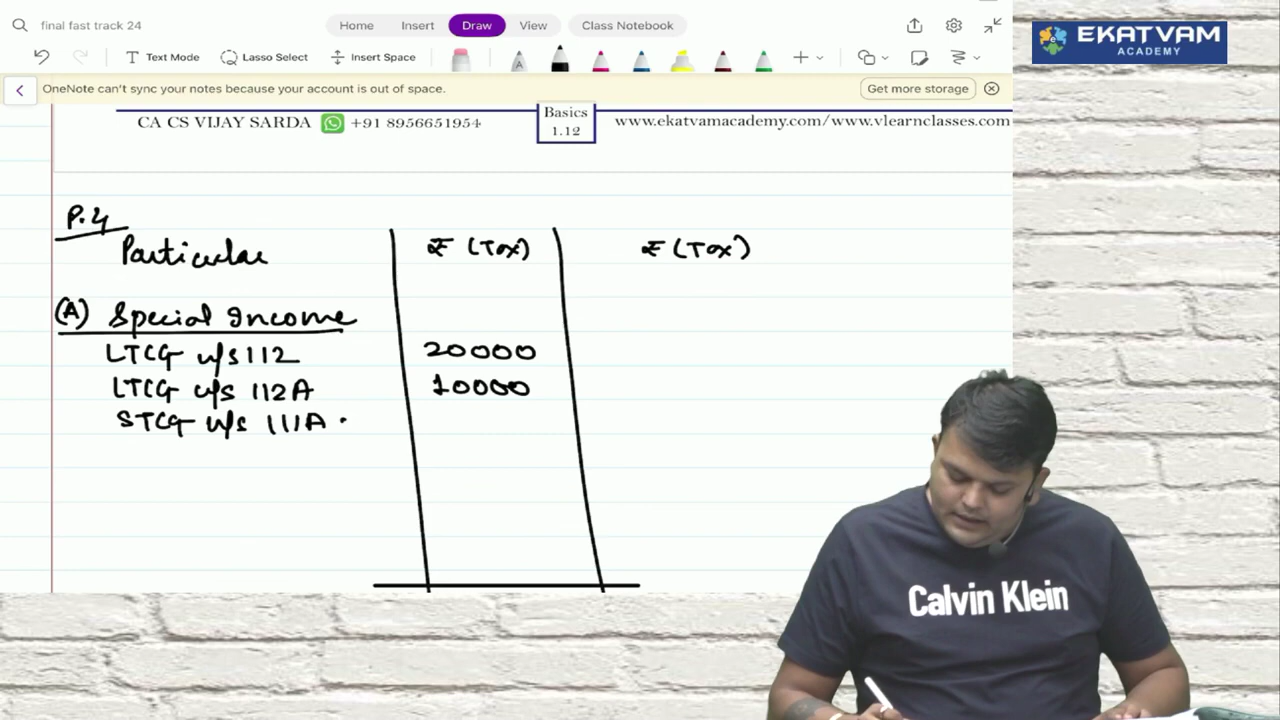 final fast track 24
Home Insert Draw View Class Notebook
EKATVAM
ACADEMY
Text Mode Lasso Select Insert Space
OneNote can't sync your notes because your account is out of space. Get more storage
CA CS VIJAY SARDA +91 8956651954
Basics
1.12
www.ekatvamacademy.com/www.vlearnclasses.com
P.4
Particular ₹ (Tax) ₹ (Tax)
(A) Special Income
LTCG u/s 112 20000
LTCG u/s 112A 10000
STCG u/s 111A
Calvin Klein